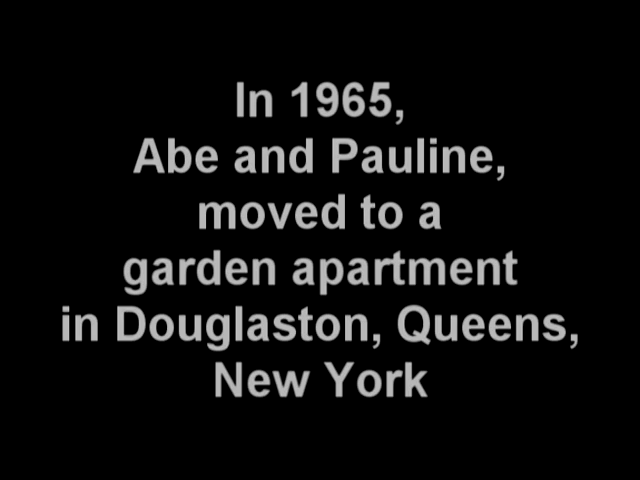 In 1965,
Abe and Pauline,
moved to a
garden apartment
in Douglaston, Queens,
New York